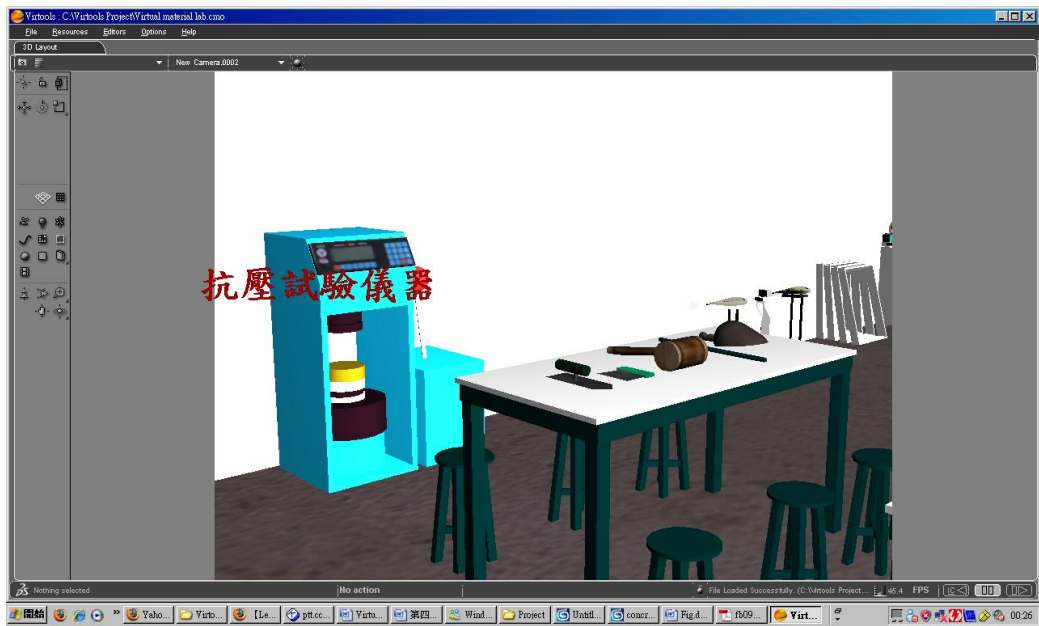 Virtools : C:\Virtools Project\Virtual material lab.cmo
File Resources Editors Options Help
3D Layout
New Camera.0002
抗壓試驗儀器
Nothing selected
No action
File Loaded Successfully. (C:\Virtools Project...
45.4 FPS
開始
Yaho...
Virto...
【Le...
ptt.cc...
Virtu...
第四...
Wind...
Project
Untitl...
concr...
Fig.d...
fb09...
Virt...
00:26